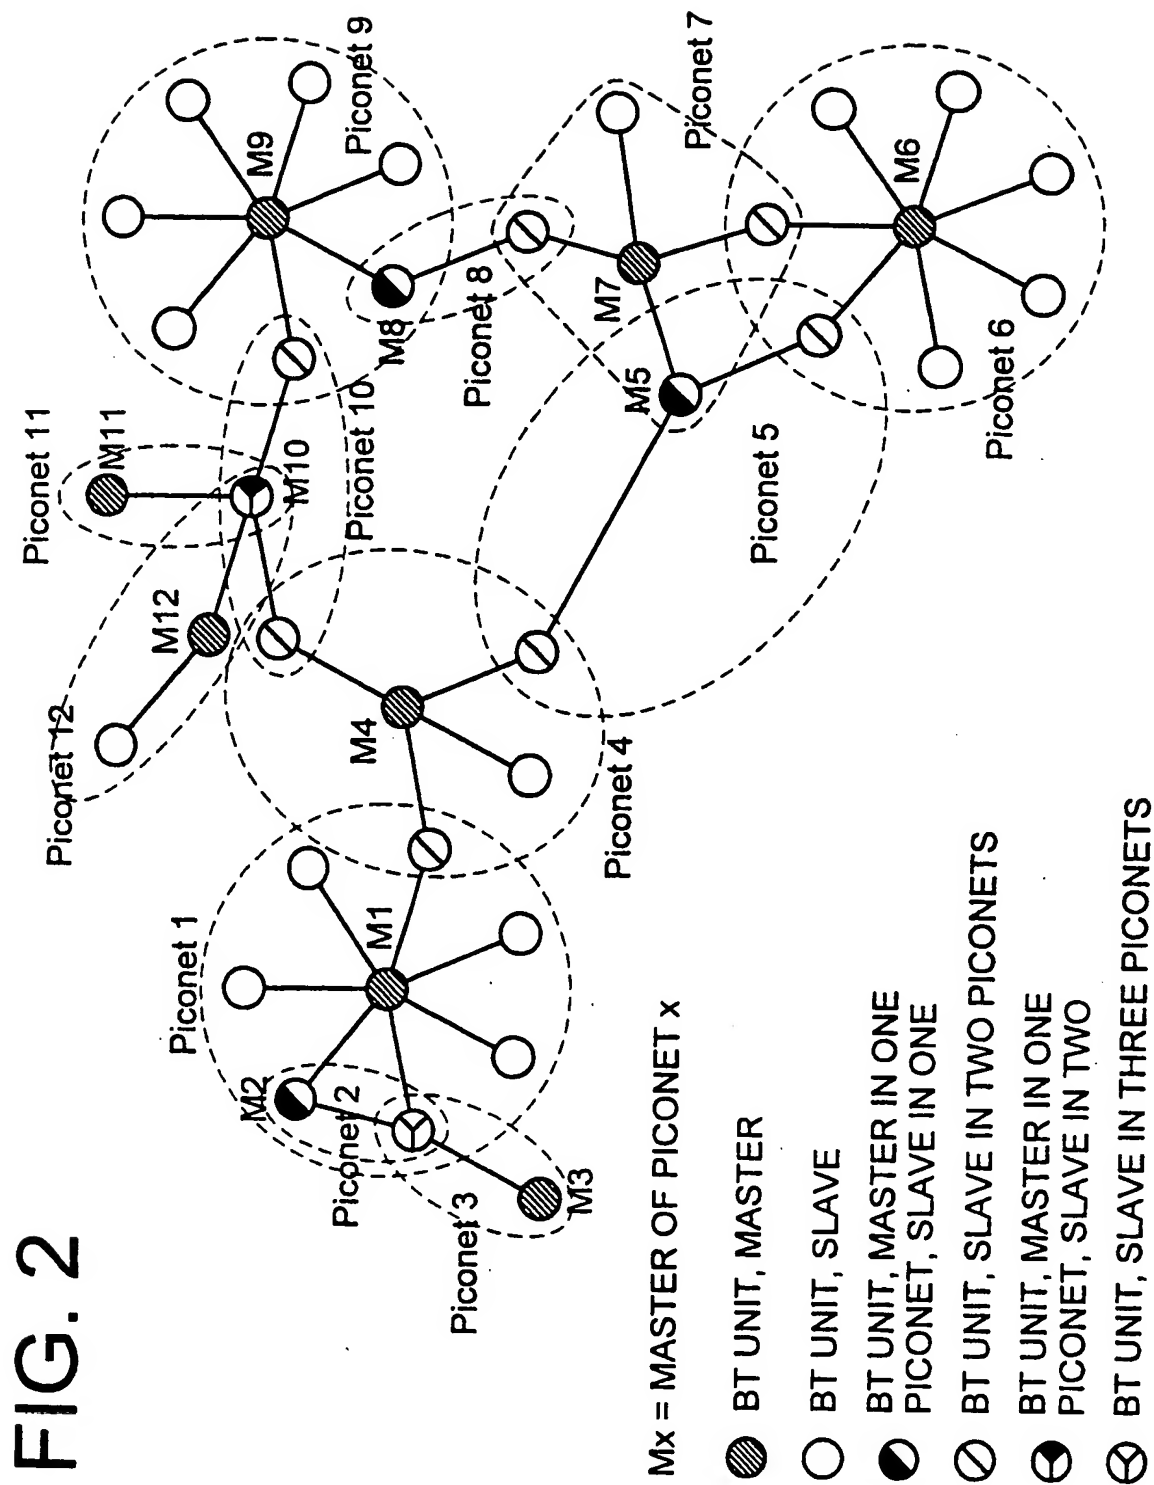 FIG. 2
Piconet 1
M1
M2
Piconet 2
Piconet 3
M3
Piconet 4
M4
Piconet 12
M12
Piconet 11
M11
M10
Piconet 10
Piconet 5
M5
Piconet 8
M8
Piconet 9
M9
M7
Piconet 7
Piconet 6
M6
Mx = MASTER OF PICONET x
BT UNIT, MASTER
BT UNIT, SLAVE
BT UNIT, MASTER IN ONE
PICONET, SLAVE IN ONE
BT UNIT, SLAVE IN TWO PICONETS
BT UNIT, MASTER IN ONE
PICONET, SLAVE IN TWO
BT UNIT, SLAVE IN THREE PICONETS